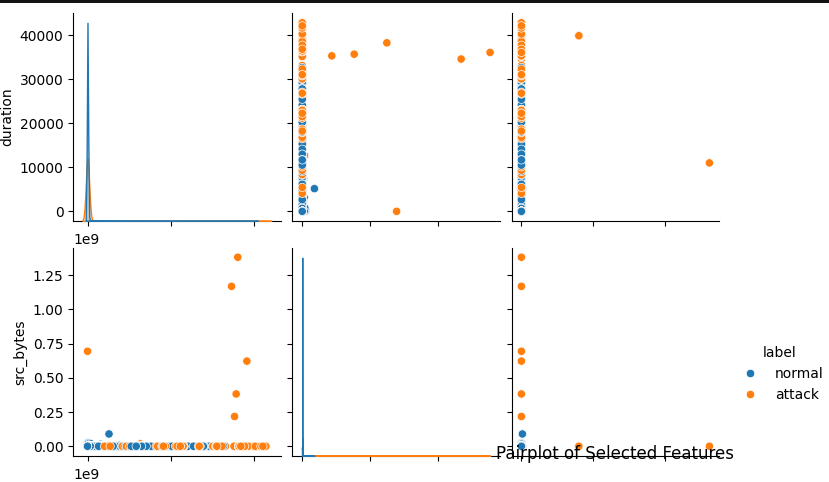 40000
30000
20000
10000
0
duration
1e9
1.25
1.00
0.75
0.50
0.25
0.00
src_bytes
label
normal
attack
Pairplot of Selected Features
1e9